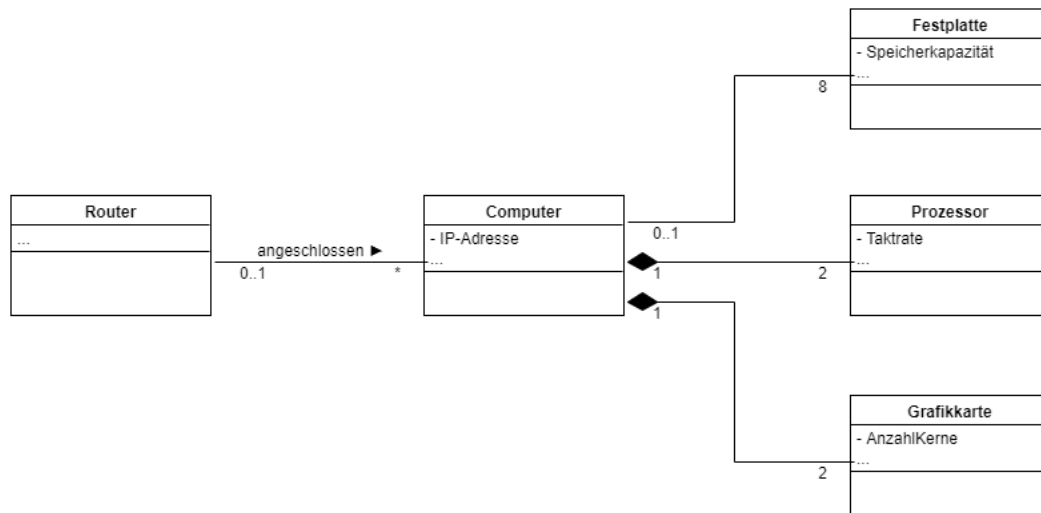 Festplatte
- Speicherkapazität
...
8
Router
...
angeschlossen ►
0..1
*
Computer
- IP-Adresse
...
0..1
1
1
Prozessor
- Taktrate
...
2
Grafikkarte
- AnzahlKerne
...
2